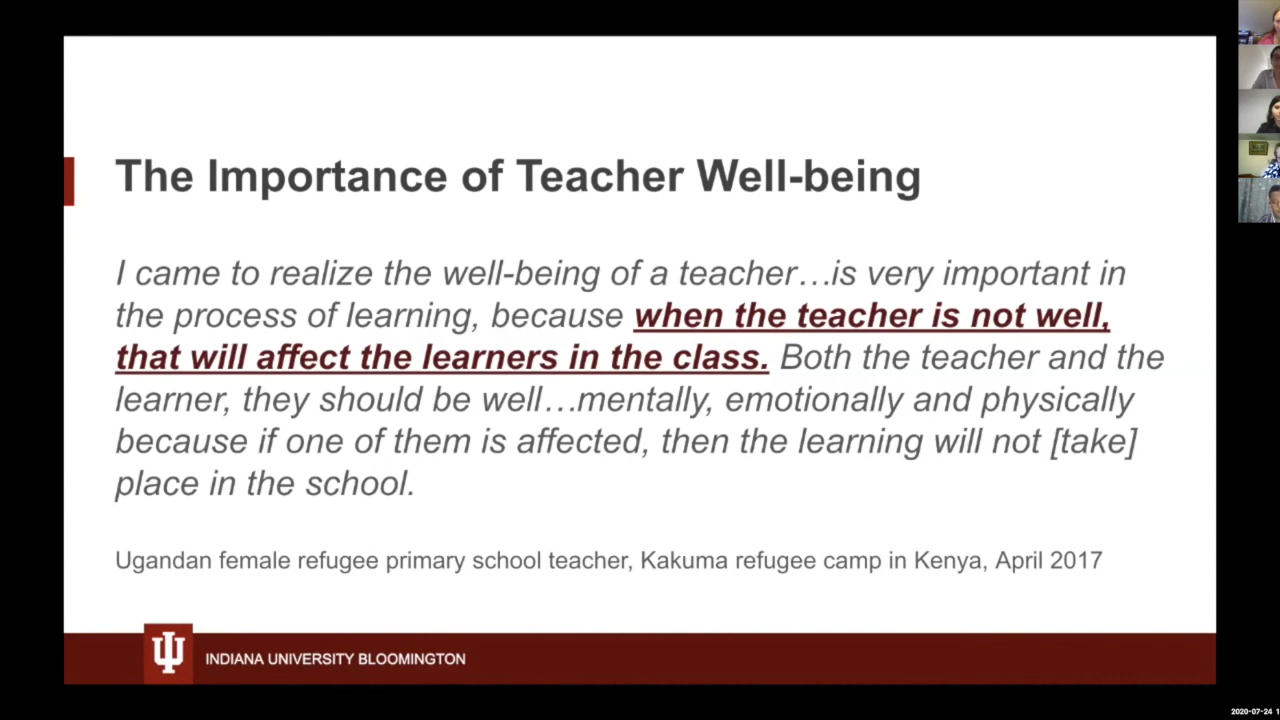 The Importance of Teacher Well-being
I came to realize the well-being of a teacher…is very important in
the process of learning, because when the teacher is not well,
that will affect the learners in the class. Both the teacher and the
learner, they should be well…mentally, emotionally and physically
because if one of them is affected, then the learning will not [take]
place in the school.
Ugandan female refugee primary school teacher, Kakuma refugee camp in Kenya, April 2017
INDIANA UNIVERSITY BLOOMINGTON
2020-07-24 1